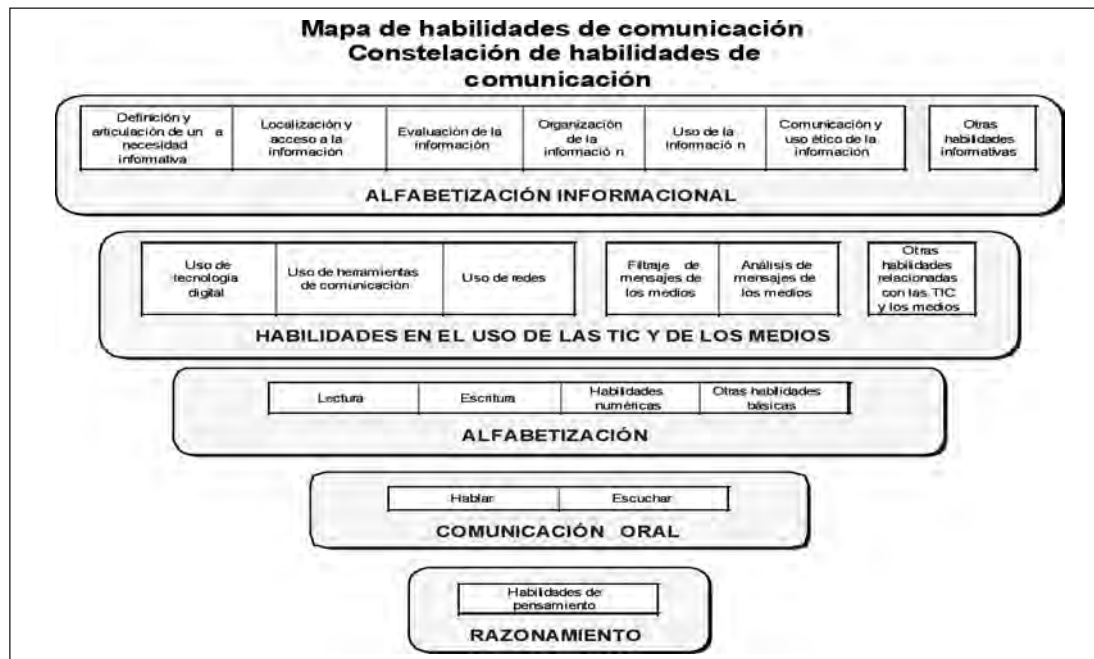 Mapa de habilidades de comunicación
Constelación de habilidades de
comunicación
Definición y
articulación de un a
necesidad
informativa
Localización y
acceso a la
información
Evaluación de la
información
Organización
de la
informació n
Uso de la
informació n
Comunicación y
uso ético de la
información
Otras
habilidades
informativas
ALFABETIZACIÓN INFORMACIONAL
Uso de
tecnología
digital
Uso de herramientas
de comunicación
Uso de redes
Filtraje de
mensajes de
los medios
Análisis de
mensajes de
los medios
Otras
habilidades
relacionadas
con las TIC
y los medios
HABILIDADES EN EL USO DE LAS TIC Y DE LOS MEDIOS
Lectura
Escritura
Habilidades
numéricas
Otras habilidades
básicas
ALFABETIZACIÓN
Hablar
Escuchar
COMUNICACIÓN ORAL
Habilidades de
pensamiento
RAZONAMIENTO